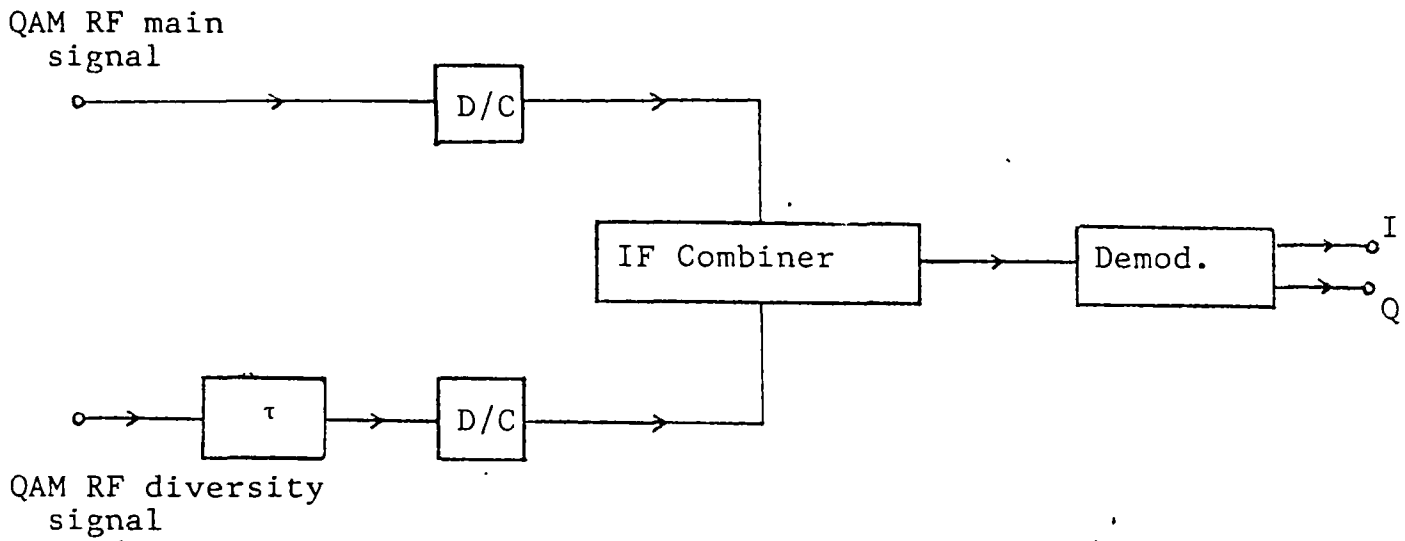 QAM RF main
signal
D/C
IF Combiner
Demod.
I
Q
τ
D/C
QAM RF diversity
signal